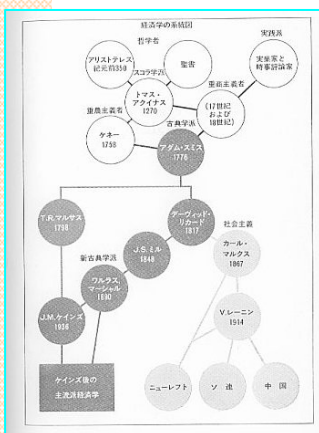 経済学の系統図
哲学者
実践派
アリストテレス
紀元前350
聖書
スコラ学派
実業家と
時事評論家
トマス・
アクイナス
1270
重商主義者
(17世紀
および
18世紀)
重農主義者
ケネー
1758
古典学派
アダム・スミス
1776
T.R.マルサス
1798
デーヴィッド・
リカード
1817
社会主義
J.S.ミル
1848
カール・
マルクス
1867
新古典学派
ワルラス,
マーシャル
1890
J.M.ケインズ
1936
V.レーニン
1914
ケインズ後の
主流派経済学
ニューレフト
ソ連
中国